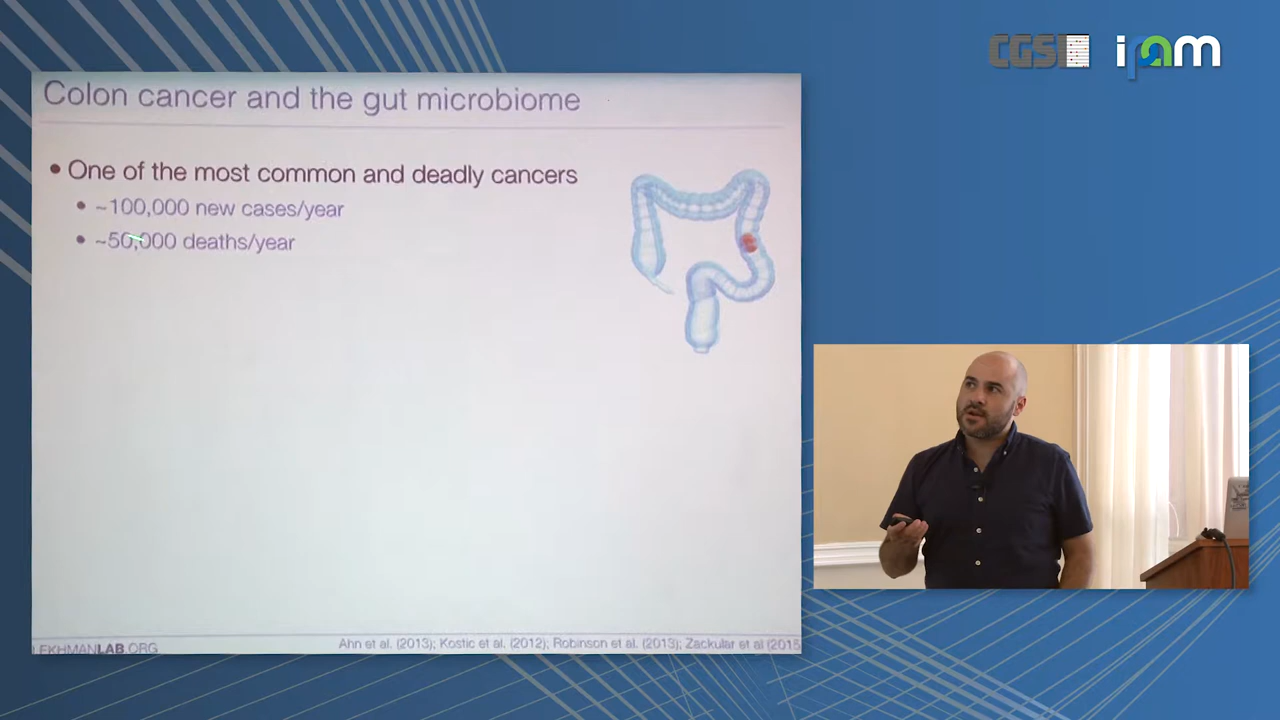 CGSI ipam
Colon cancer and the gut microbiome
• One of the most common and deadly cancers
• ~100,000 new cases/year
• ~50,000 deaths/year
LEKHMANLAB.ORG
Ahn et al. (2013); Kostic et al. (2012); Robinson et al. (2013); Zackular et al (2015